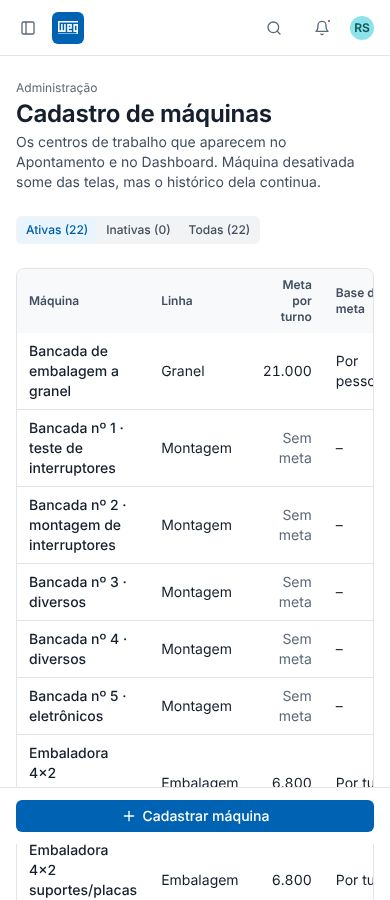 weg
RS
Administração
Cadastro de máquinas
Os centros de trabalho que aparecem no
Apontamento e no Dashboard. Máquina desativada
some das telas, mas o histórico dela continua.
Ativas (22) Inativas (0) Todas (22)
Máquina Linha Meta por turno Base d meta
Bancada de embalagem a granel Granel 21.000 Por pesso
Bancada nº 1 · teste de interruptores Montagem Sem meta –
Bancada nº 2 · montagem de interruptores Montagem Sem meta –
Bancada nº 3 · diversos Montagem Sem meta –
Bancada nº 4 · diversos Montagem Sem meta –
Bancada nº 5 · eletrônicos Montagem Sem meta –
Embaladora 4×2 Embalagem 6.800 Por tu
+ Cadastrar máquina
Embaladora 4×2 suportes/placas Embalagem 6.800 Por tu